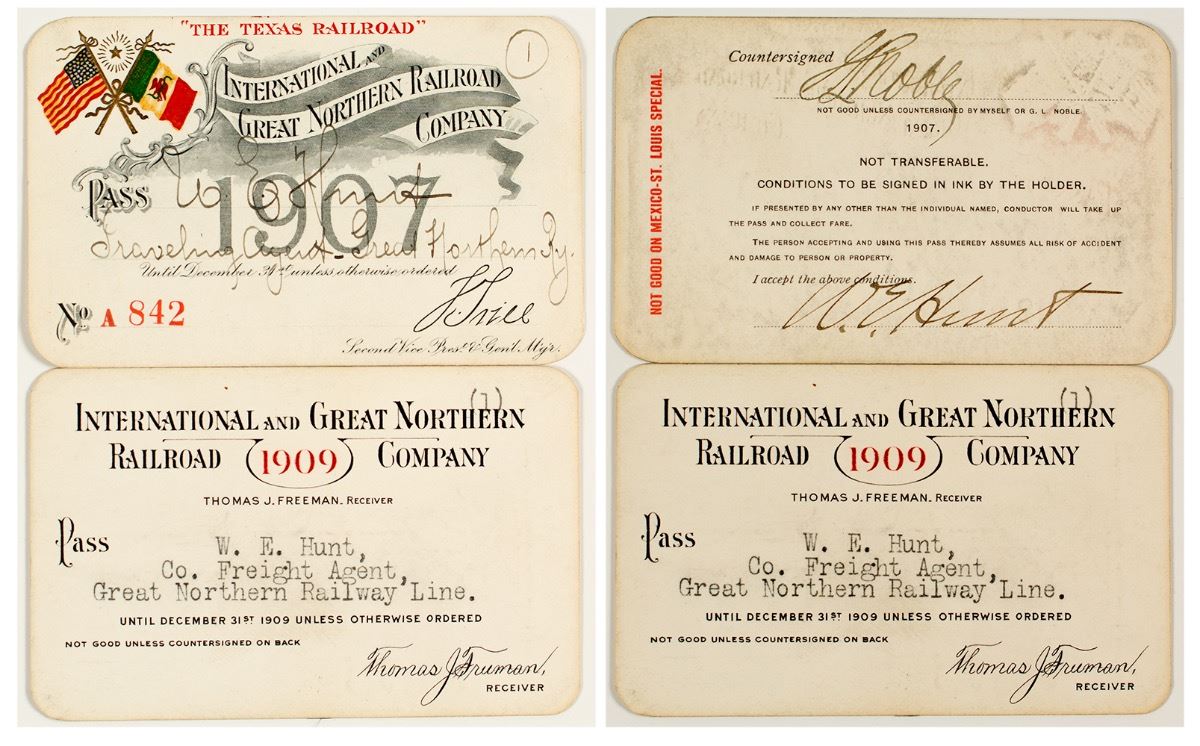 "THE TEXAS RAILROAD"
1
INTERNATIONAL AND
GREAT NORTHERN RAILROAD
COMPANY
PASS W. E. Hunt
1907
Traveling Agent - Great Northern Ry.
Until December 31st unless otherwise ordered
No A 842
Second Vice Prest. & Genl. Mgr.
(1)
INTERNATIONAL AND GREAT NORTHERN
RAILROAD 1909 COMPANY
THOMAS J. FREEMAN. RECEIVER
Pass
W. E. Hunt,
Co. Freight Agent,
Great Northern Railway Line.
UNTIL DECEMBER 31ST 1909 UNLESS OTHERWISE ORDERED
NOT GOOD UNLESS COUNTERSIGNED ON BACK
Thomas J. Freeman,
RECEIVER
NOT GOOD ON MEXICO-ST. LOUIS SPECIAL.
Countersigned G L Noble
NOT GOOD UNLESS COUNTERSIGNED BY MYSELF OR G. L. NOBLE.
1907.
NOT TRANSFERABLE.
CONDITIONS TO BE SIGNED IN INK BY THE HOLDER.
IF PRESENTED BY ANY OTHER THAN THE INDIVIDUAL NAMED, CONDUCTOR WILL TAKE UP
THE PASS AND COLLECT FARE.
THE PERSON ACCEPTING AND USING THIS PASS THEREBY ASSUMES ALL RISK OF ACCIDENT
AND DAMAGE TO PERSON OR PROPERTY.
I accept the above conditions.
W. E. Hunt
(1)
INTERNATIONAL AND GREAT NORTHERN
RAILROAD 1909 COMPANY
THOMAS J. FREEMAN. RECEIVER
Pass
W. E. Hunt,
Co. Freight Agent,
Great Northern Railway Line.
UNTIL DECEMBER 31ST 1909 UNLESS OTHERWISE ORDERED
NOT GOOD UNLESS COUNTERSIGNED ON BACK
Thomas J. Freeman,
RECEIVER